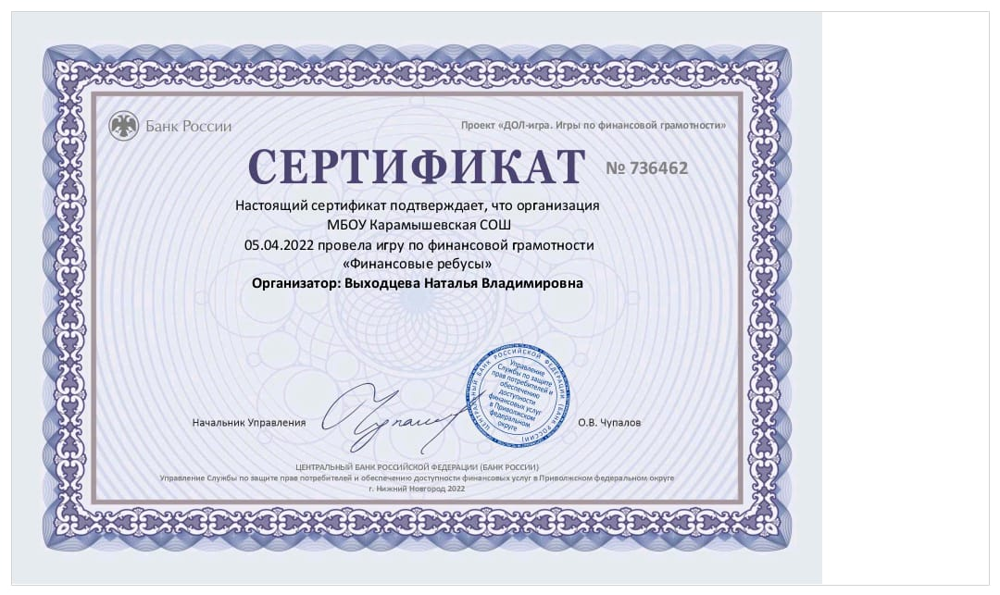 Банк России
Проект «ДОЛ-игра. Игры по финансовой грамотности»
СЕРТИФИКАТ № 736462
Настоящий сертификат подтверждает, что организация
МБОУ Карамышевская СОШ
05.04.2022 провела игру по финансовой грамотности
«Финансовые ребусы»
Организатор: Выходцева Наталья Владимировна
ЦЕНТРАЛЬНЫЙ БАНК РОССИЙСКОЙ ФЕДЕРАЦИИ (БАНК РОССИИ)
Управление
Службы по защите
прав потребителей и
обеспечению
доступности
финансовых услуг
в Приволжском
федеральном
округе
Начальник Управления
О.В. Чупалов
ЦЕНТРАЛЬНЫЙ БАНК РОССИЙСКОЙ ФЕДЕРАЦИИ (БАНК РОССИИ)
Управление Службы по защите прав потребителей и обеспечению доступности финансовых услуг в Приволжском федеральном округе
г. Нижний Новгород 2022